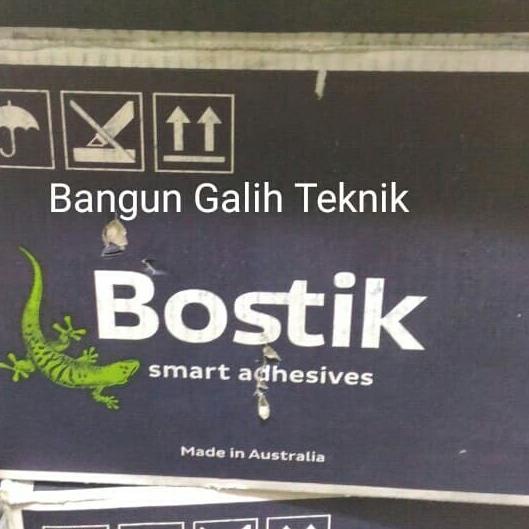 Bangun Galih Teknik
Bostik
smart adhesives
Made in Australia